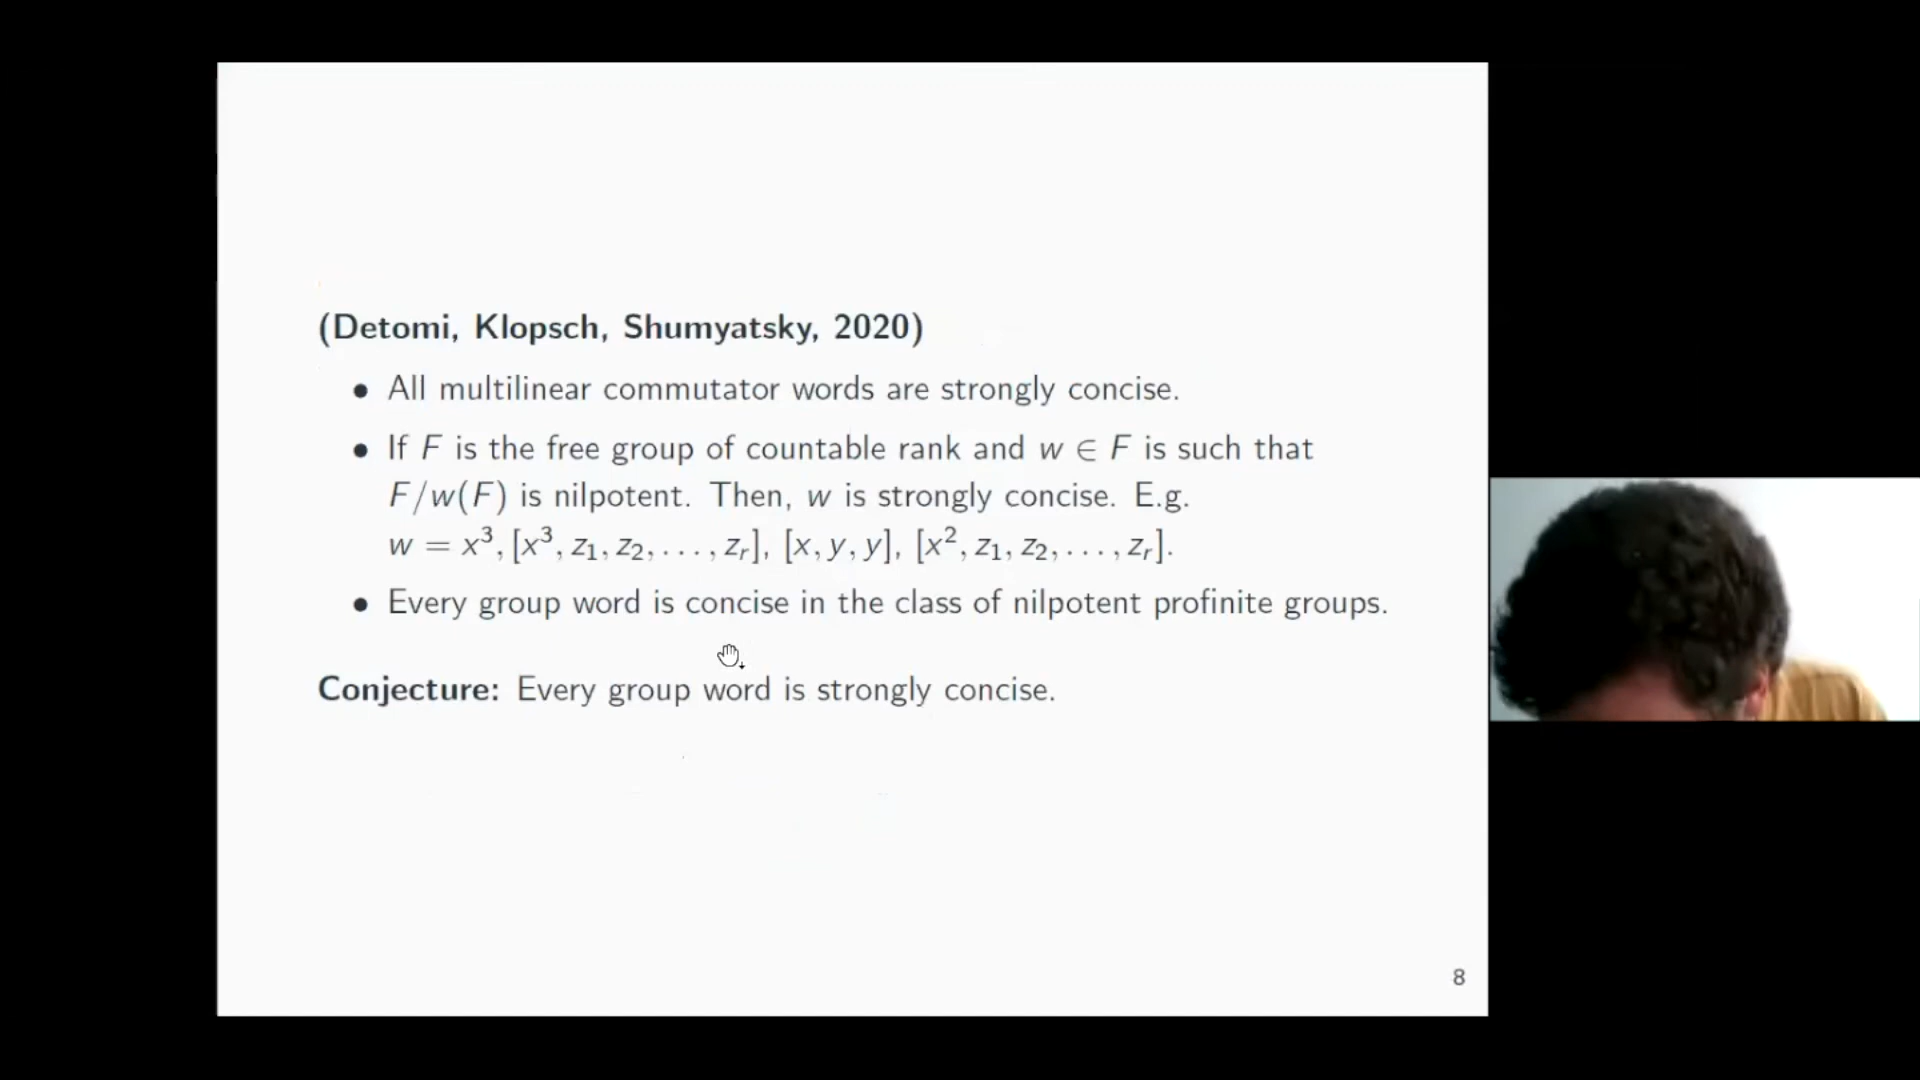 (Detomi, Klopsch, Shumyatsky, 2020)
• All multilinear commutator words are strongly concise.
• If F is the free group of countable rank and w ∈ F is such that
F/w(F) is nilpotent. Then, w is strongly concise. E.g.
w = x³, [x³, z₁, z₂, . . . , zᵣ], [x, y, y], [x², z₁, z₂, . . . , zᵣ].
• Every group word is concise in the class of nilpotent profinite groups.
Conjecture: Every group word is strongly concise.
8